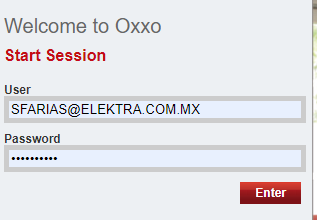 Welcome to Oxxo
Start Session
User
SFARIAS@ELEKTRA.COM.MX
Password
••••••••••
Enter